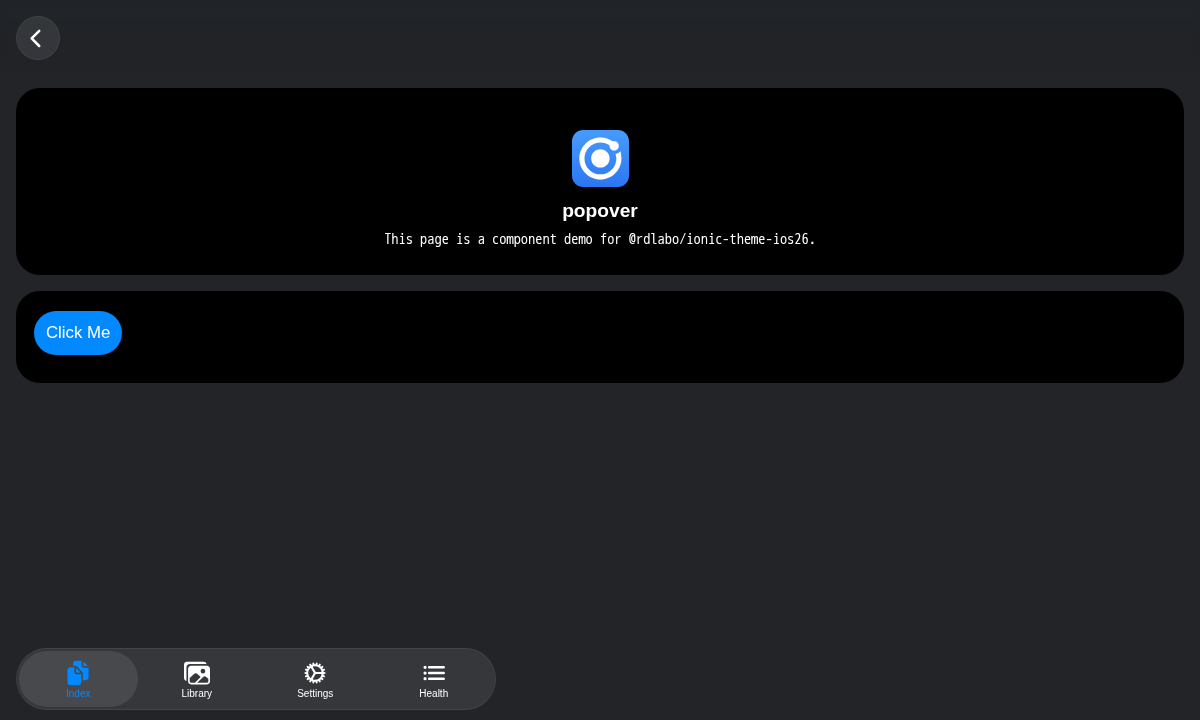 popover
This page is a component demo for @rdlabo/ionic-theme-ios26.
Click Me
Index
Library
Settings
Health